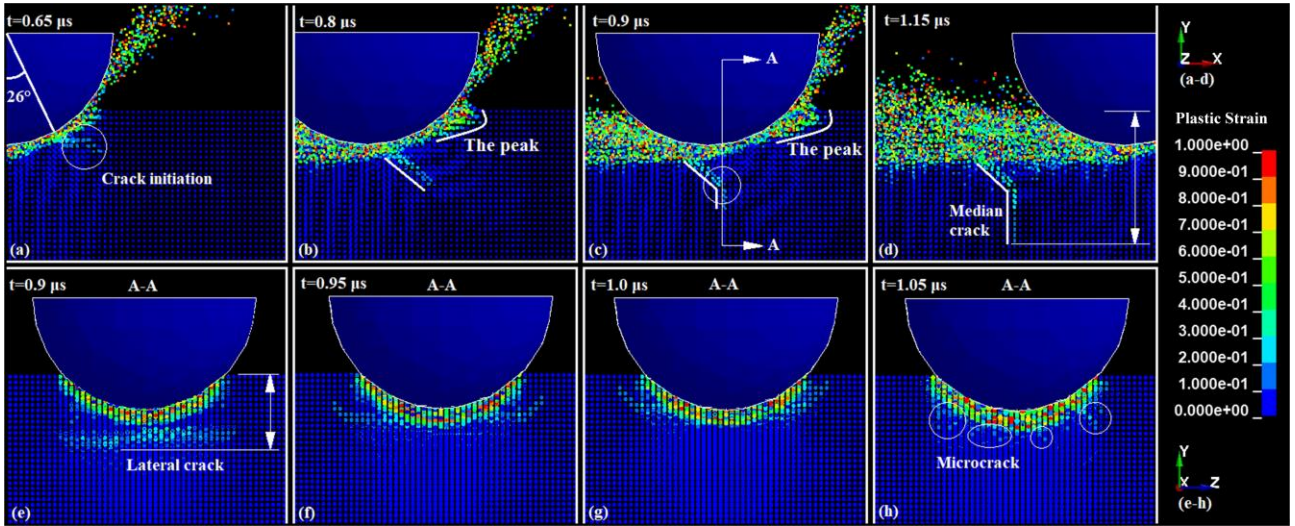 t=0.65 μs
26°
Crack initiation
(a)
t=0.8 μs
The peak
(b)
t=0.9 μs
A
The peak
A
(c)
t=1.15 μs
Median
crack
(d)
Y
Z
X
(a-d)
Plastic Strain
1.000e+00
9.000e-01
8.000e-01
7.000e-01
6.000e-01
5.000e-01
4.000e-01
3.000e-01
2.000e-01
1.000e-01
0.000e+00
t=0.9 μs
A-A
Lateral crack
(e)
t=0.95 μs
A-A
(f)
t=1.0 μs
A-A
(g)
t=1.05 μs
A-A
Microcrack
(h)
Y
X
Z
(e-h)